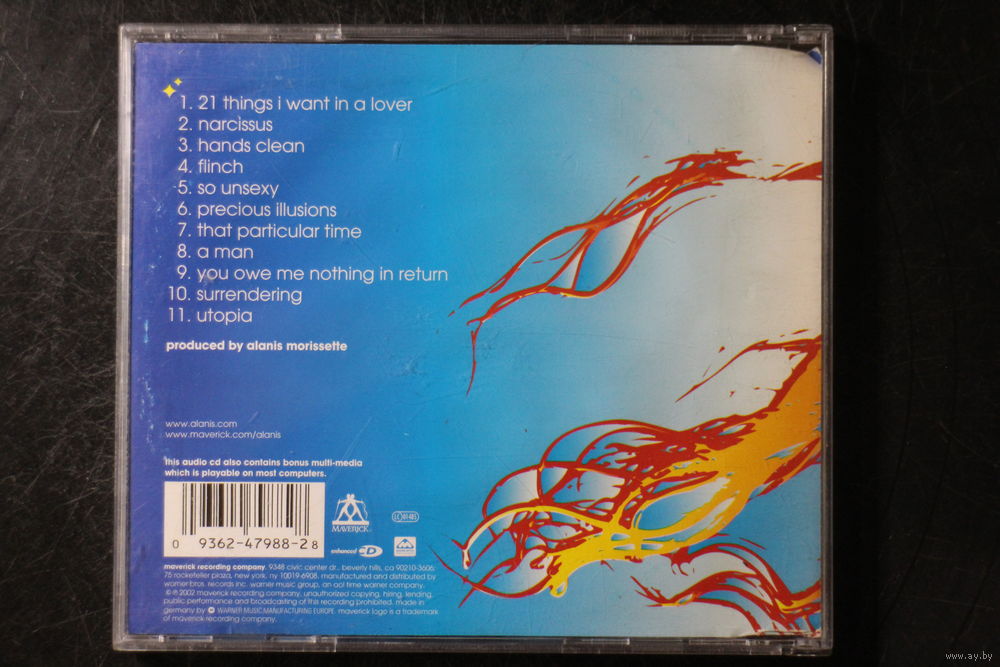 1. 21 things i want in a lover
2. narcissus
3. hands clean
4. flinch
5. so unsexy
6. precious illusions
7. that particular time
8. a man
9. you owe me nothing in return
10. surrendering
11. utopia
produced by alanis morissette
www.alanis.com
www.maverick.com/alanis
this audio cd also contains bonus multi-media
which is playable on most computers.
0 9362-47988-2 8
MAVERICK
LC 01485
enhanced CD
maverick recording company. 9348 civic center dr., beverly hills, ca 90210-3606.
75 rockefeller plaza, new york, ny 10019-6908. manufactured and distributed by
warner bros. records inc. warner music group, an aol time warner company.
© ℗ 2002 maverick recording company. unauthorized copying, hiring, lending,
public performance and broadcasting of this recording prohibited. made in
germany by WARNER MUSIC MANUFACTURING EUROPE. maverick logo is a trademark
of maverick recording company.
www.ay.by